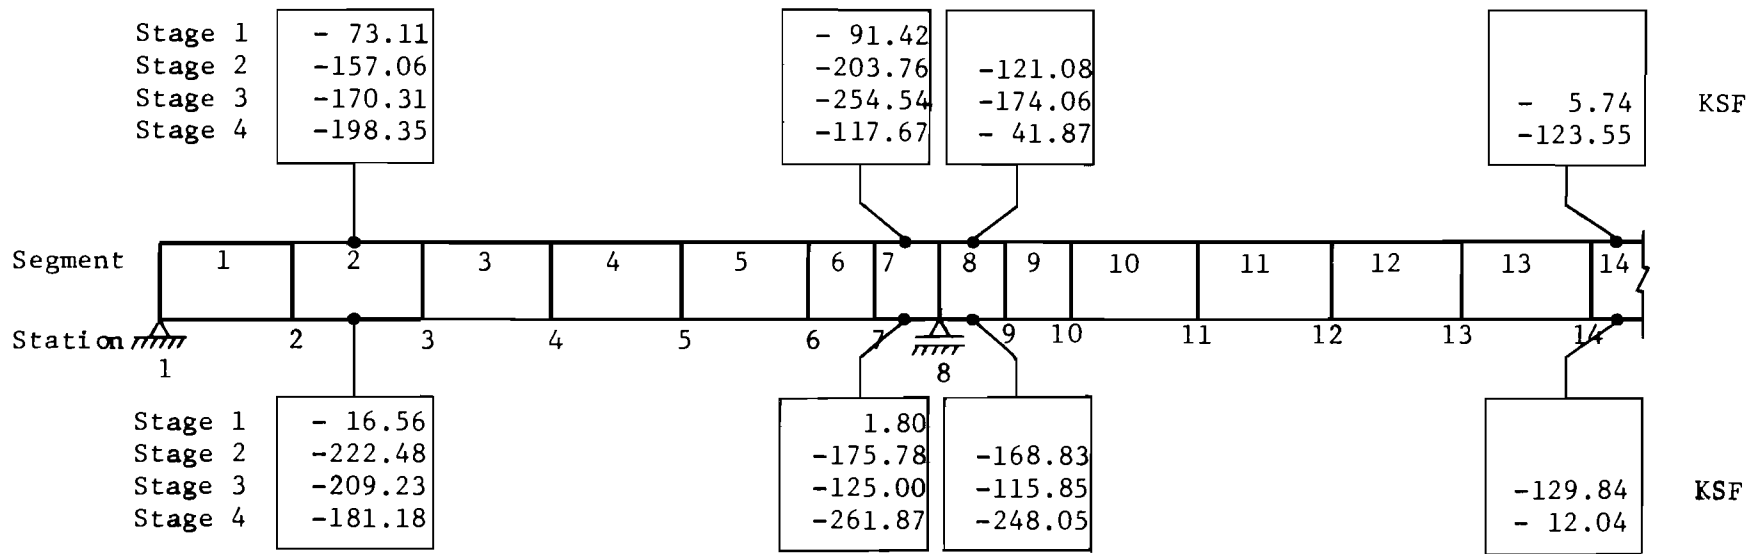 Stage 1 - 73.11 - 91.42
Stage 2 -157.06 -203.76 -121.08
Stage 3 -170.31 -254.54 -174.06 - 5.74 KSF
Stage 4 -198.35 -117.67 - 41.87 -123.55
Segment 1 2 3 4 5 6 7 8 9 10 11 12 13 14
Station 2 3 4 5 6 7 9 10 11 12 13 14
1 8
Stage 1 - 16.56 1.80
Stage 2 -222.48 -175.78 -168.83
Stage 3 -209.23 -125.00 -115.85 -129.84 KSF
Stage 4 -181.18 -261.87 -248.05 - 12.04